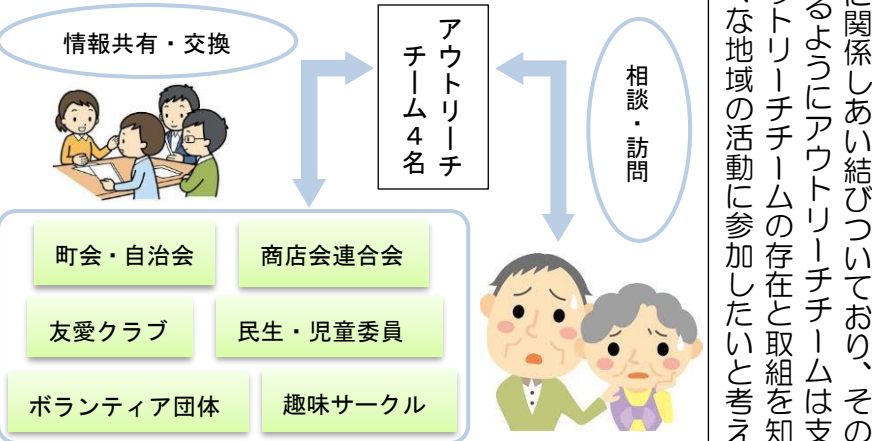 に関係しあい結びついており、その
るようにアウトリーチチームは支
ウトリーチチームの存在と取組を知
な地域の活動に参加したいと考え
情報共有・交換
アウトリーチ
チーム４名
相談・訪問
町会・自治会
商店会連合会
友愛クラブ
民生・児童委員
ボランティア団体
趣味サークル